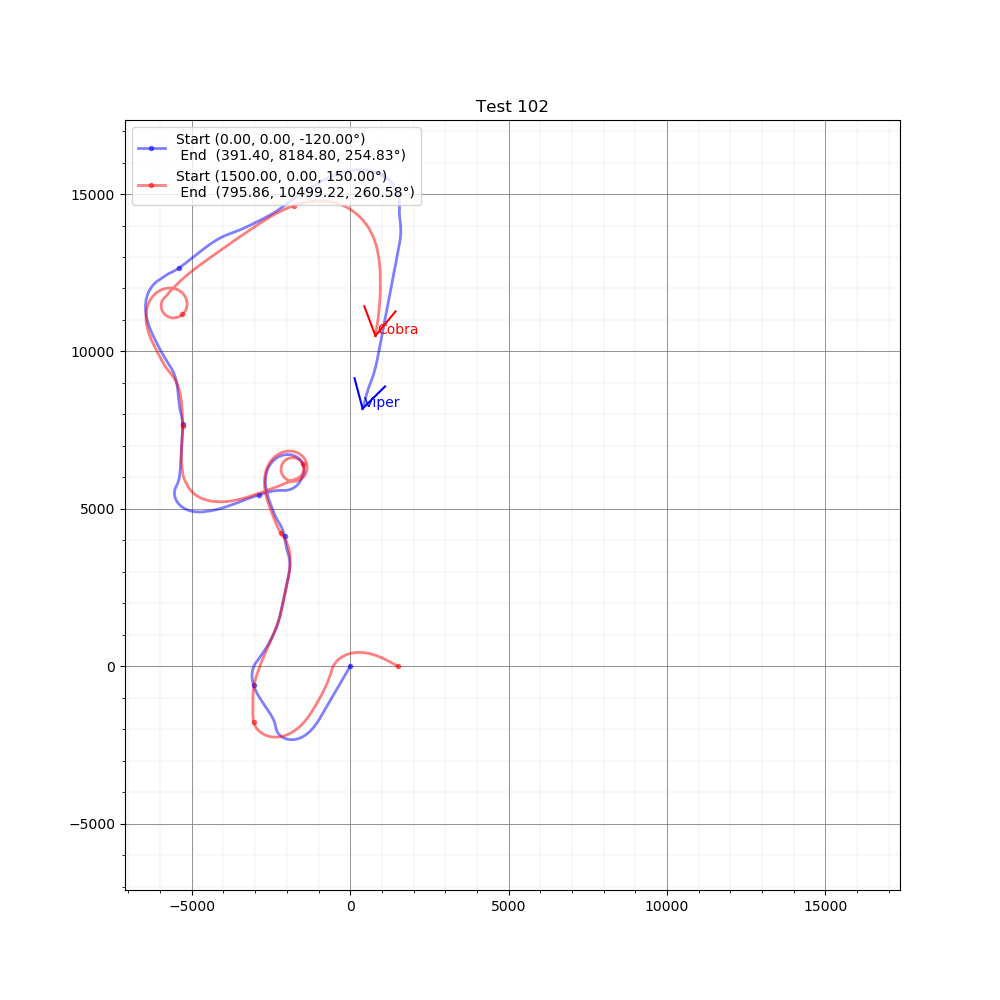 Test 102
Start (0.00, 0.00, -120.00°)
End  (391.40, 8184.80, 254.83°)
Start (1500.00, 0.00, 150.00°)
End  (795.86, 10499.22, 260.58°)
15000
10000
5000
0
−5000
Cobra
Viper
−5000
0
5000
10000
15000